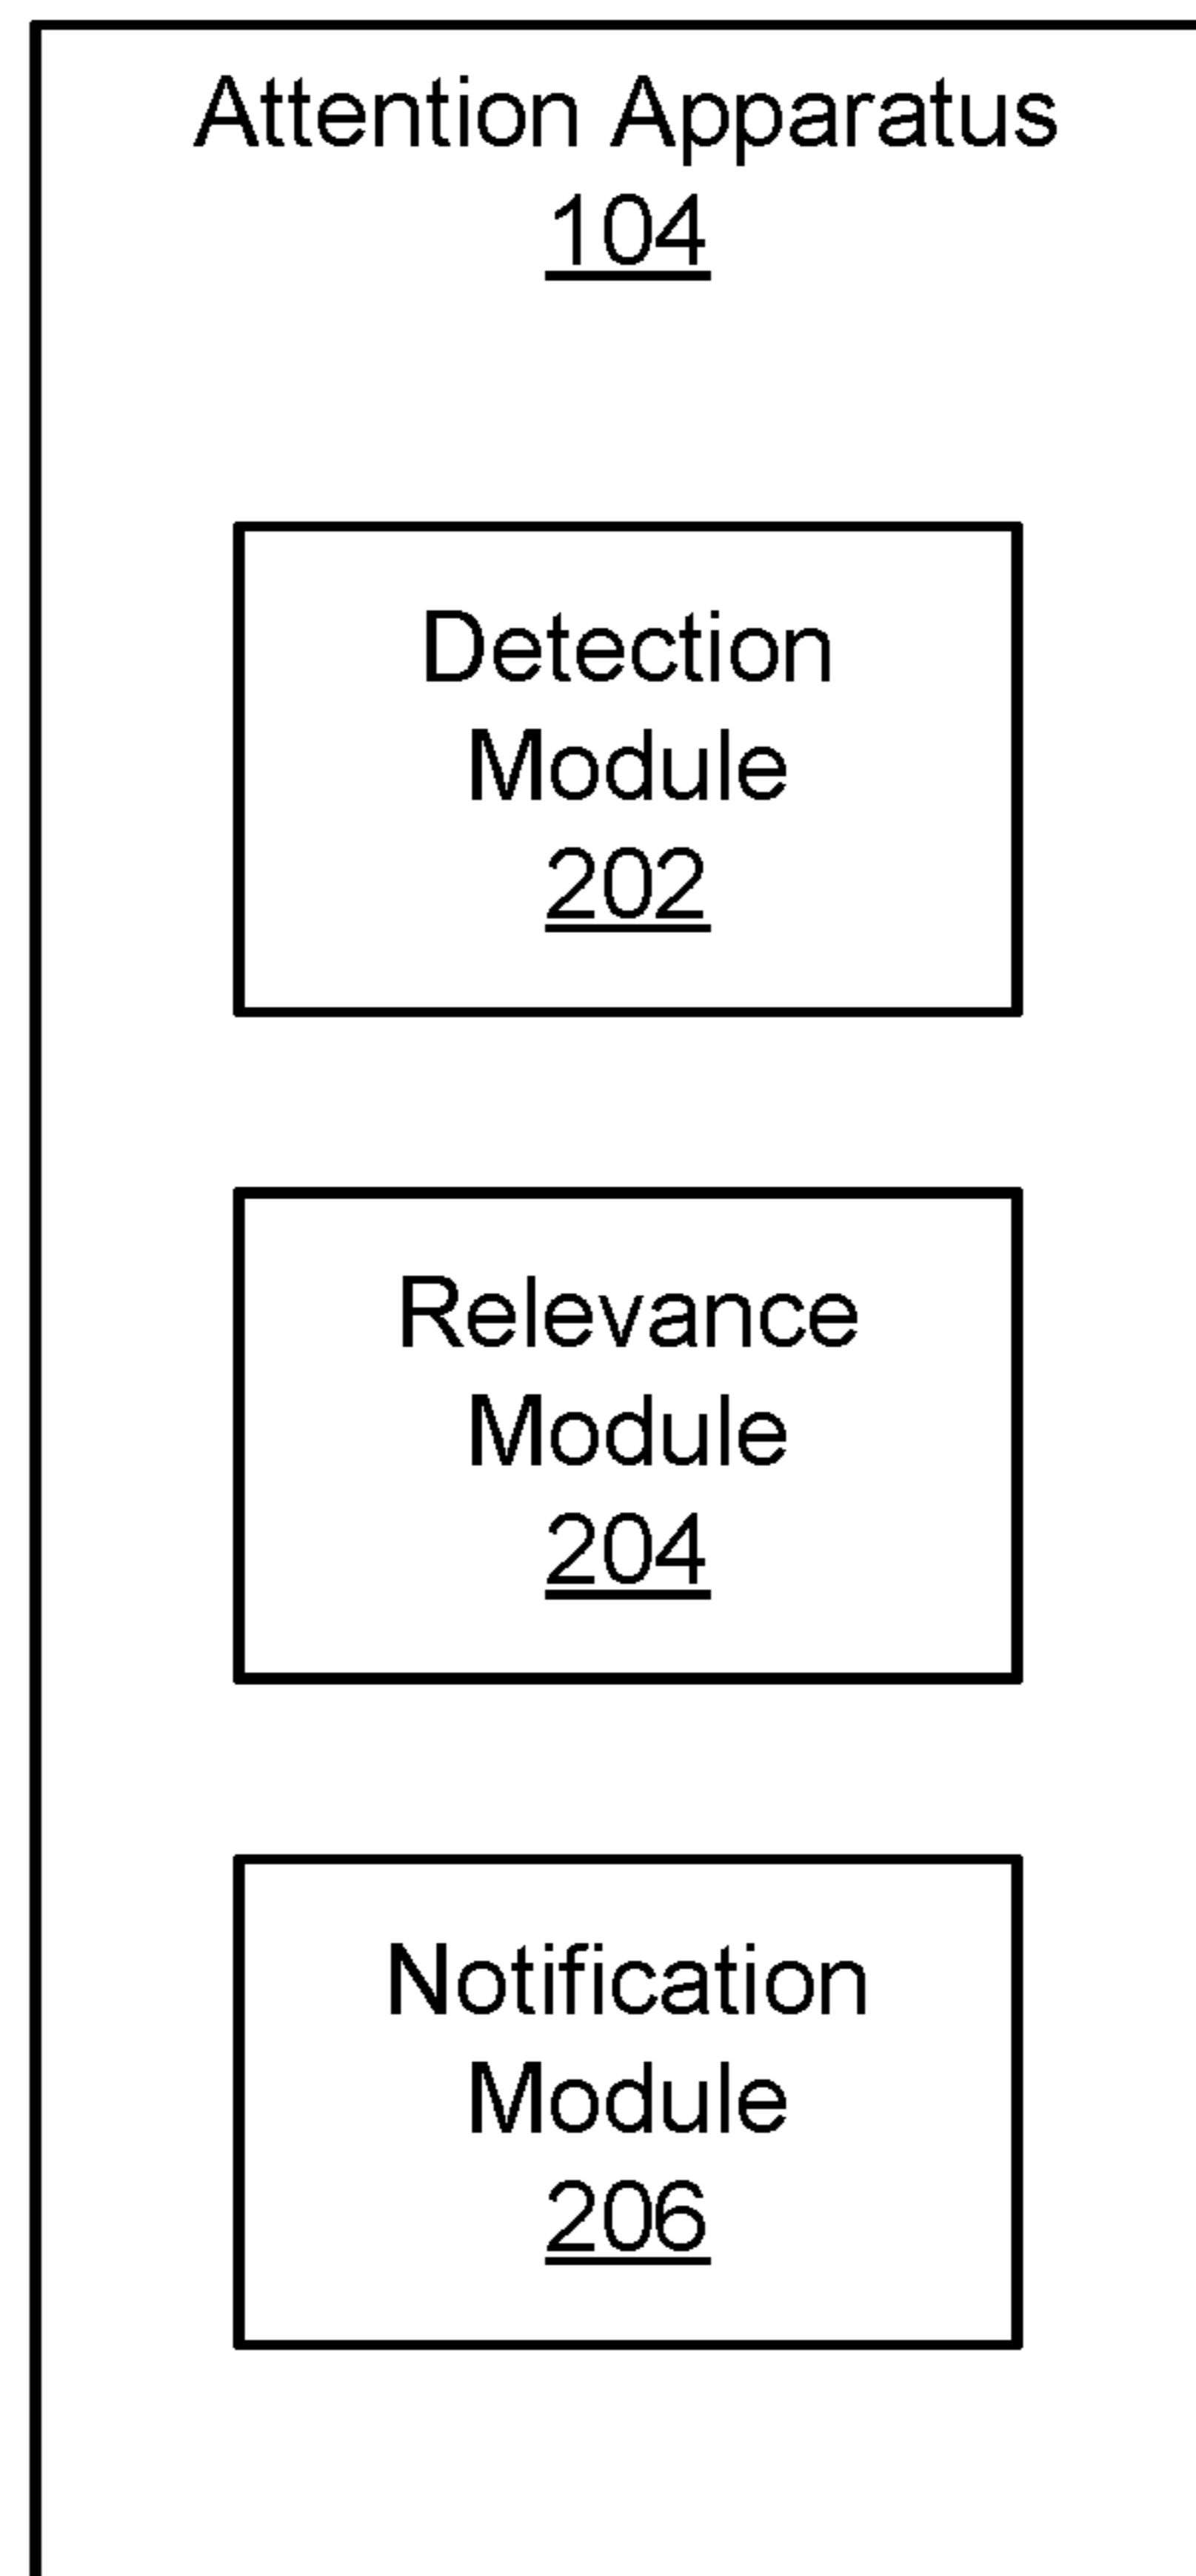 Attention Apparatus
104
Detection
Module
202
Relevance
Module
204
Notification
Module
206